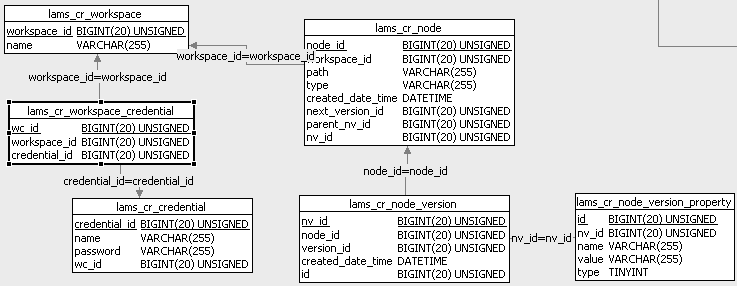 lams_cr_workspace
workspace_id BIGINT(20) UNSIGNED
name VARCHAR(255)
workspace_id=workspace_id
lams_cr_node
node_id BIGINT(20) UNSIGNED
workspace_id BIGINT(20) UNSIGNED
path VARCHAR(255)
type VARCHAR(255)
created_date_time DATETIME
next_version_id BIGINT(20) UNSIGNED
parent_nv_id BIGINT(20) UNSIGNED
nv_id BIGINT(20) UNSIGNED
workspace_id=workspace_id
lams_cr_workspace_credential
wc_id BIGINT(20) UNSIGNED
workspace_id BIGINT(20) UNSIGNED
credential_id BIGINT(20) UNSIGNED
credential_id=credential_id
node_id=node_id
lams_cr_credential
credential_id BIGINT(20) UNSIGNED
name VARCHAR(255)
password VARCHAR(255)
wc_id BIGINT(20) UNSIGNED
lams_cr_node_version
nv_id BIGINT(20) UNSIGNED
node_id BIGINT(20) UNSIGNED
version_id BIGINT(20) UNSIGNED
created_date_time DATETIME
id BIGINT(20) UNSIGNED
nv_id=nv_id
lams_cr_node_version_property
id BIGINT(20) UNSIGNED
nv_id BIGINT(20) UNSIGNED
name VARCHAR(255)
value VARCHAR(255)
type TINYINT